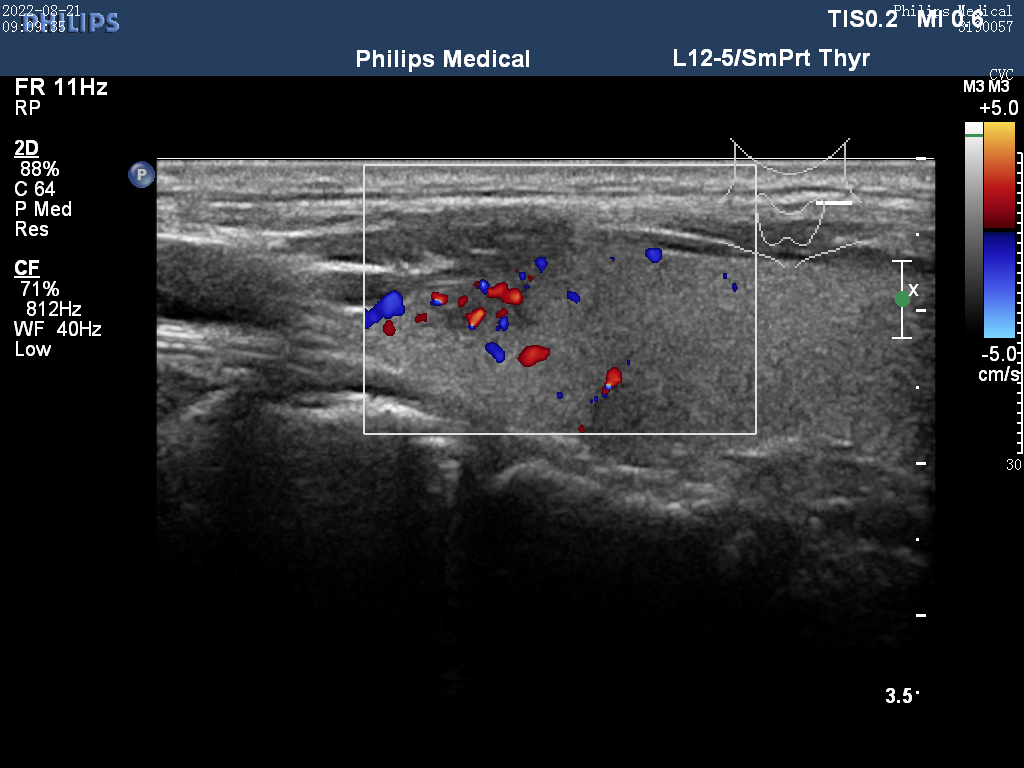 2022-08-21
09:09:35
PHILIPS
TIS0.2 MI 0.6
Philips Medical
Philips Medical
L12-5/SmPrt Thyr
CVC
FR 11Hz
RP
M3 M3
+5.0
2D
88%
C 64
P Med
Res
P
CF
71%
812Hz
WF 40Hz
Low
x
-5.0
cm/s
30
3.5